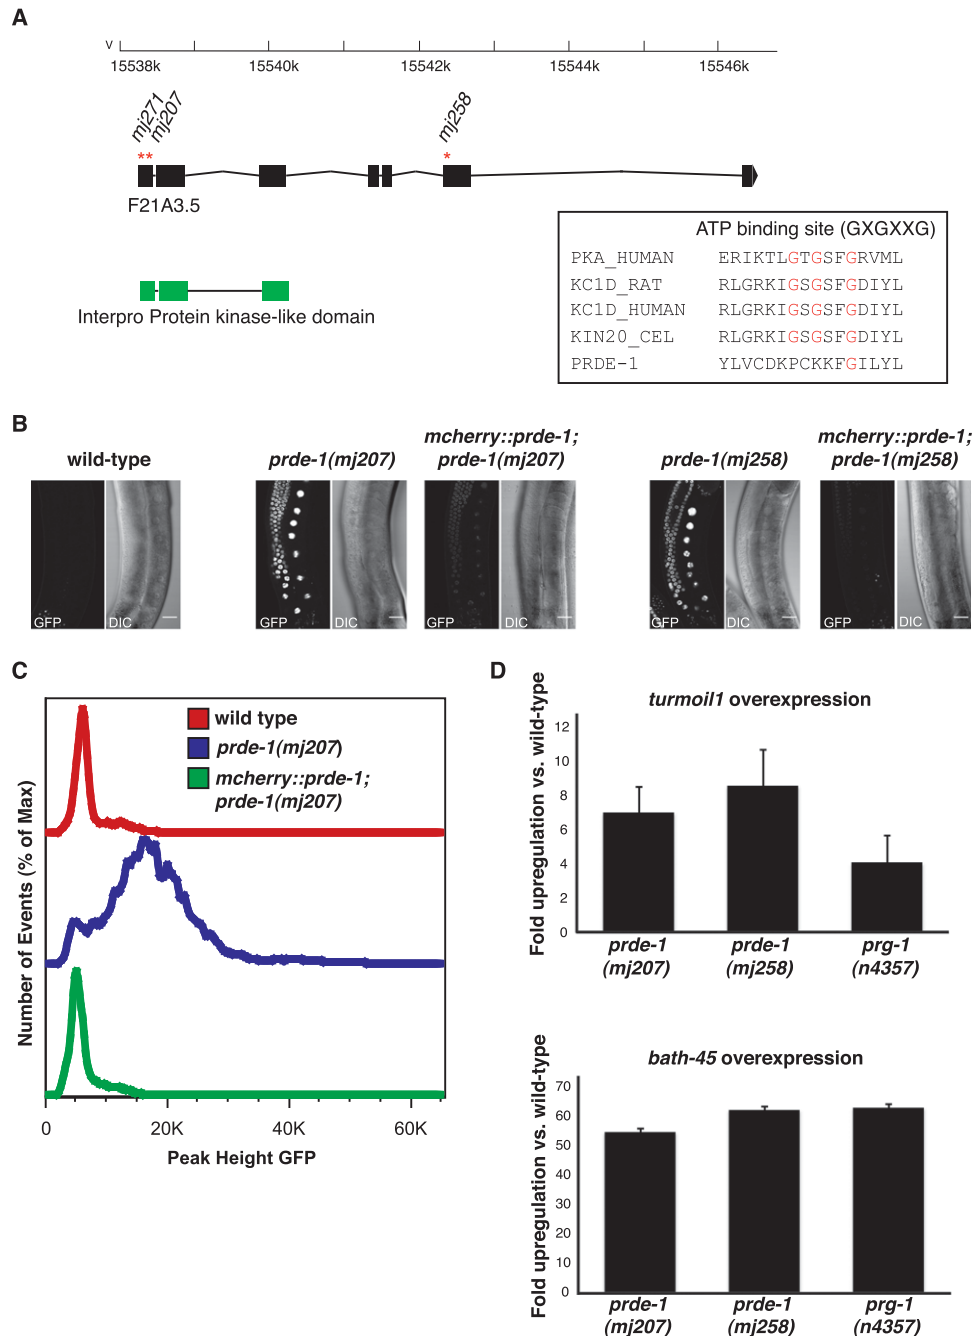 A
V
15538k 15540k 15542k 15544k 15546k
mj271
mj207
mj258
** *
F21A3.5
Interpro Protein kinase-like domain
ATP binding site (GXGXXG)
PKA_HUMAN ERIKTLGTGSFGRVML
KC1D_RAT RLGRKIGSGSFGDIYL
KC1D_HUMAN RLGRKIGSGSFGDIYL
KIN20_CEL RLGRKIGSGSFGDIYL
PRDE-1 YLVCDKPCKKFGILYL
B
wild-type
prde-1(mj207)
mcherry::prde-1;
prde-1(mj207)
prde-1(mj258)
mcherry::prde-1;
prde-1(mj258)
GFP DIC GFP DIC GFP DIC GFP DIC GFP DIC
C
wild type
prde-1(mj207)
mcherry::prde-1;
prde-1(mj207)
Number of Events (% of Max)
0 20K 40K 60K
Peak Height GFP
D
turmoil1 overexpression
Fold upregulation vs. wild-type
12
10
8
6
4
2
0
prde-1
(mj207)
prde-1
(mj258)
prg-1
(n4357)
bath-45 overexpression
Fold upregulation vs. wild-type
70
60
50
40
30
20
10
0
prde-1
(mj207)
prde-1
(mj258)
prg-1
(n4357)